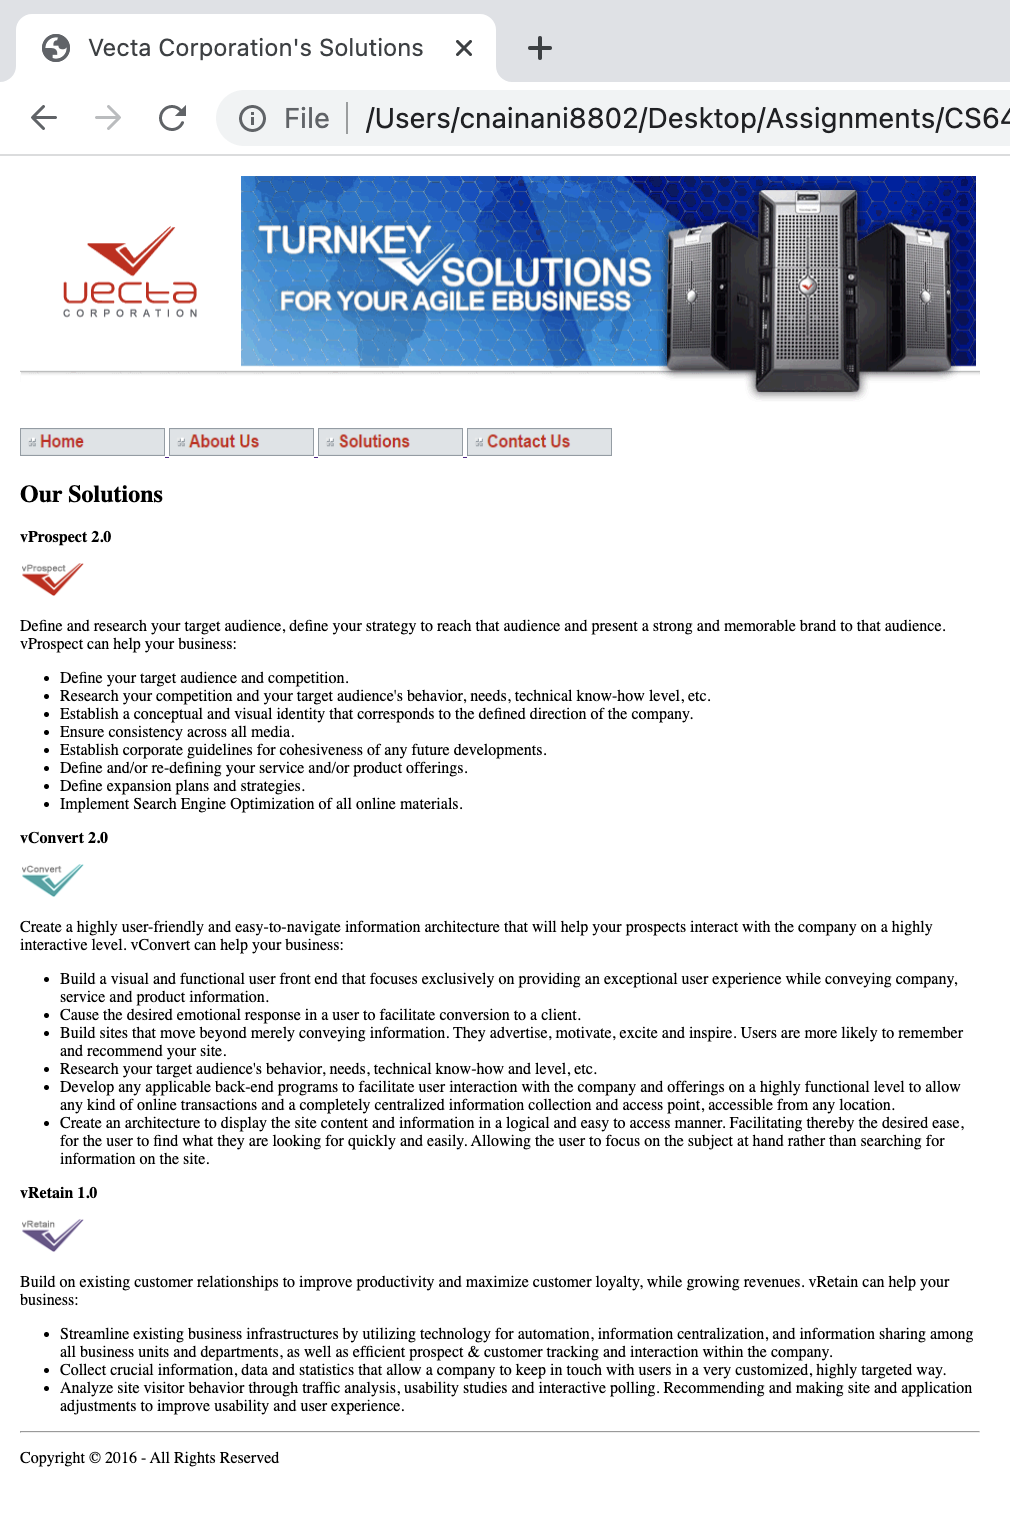 Vecta Corporation's Solutions
File /Users/cnainani8802/Desktop/Assignments/CS64
TURNKEY
SOLUTIONS
FOR YOUR AGILE EBUSINESS
vecta
CORPORATION
Home About Us Solutions Contact Us
Our Solutions
vProspect 2.0
vProspect
Define and research your target audience, define your strategy to reach that audience and present a strong and memorable brand to that audience.
vProspect can help your business:
• Define your target audience and competition.
• Research your competition and your target audience's behavior, needs, technical know-how level, etc.
• Establish a conceptual and visual identity that corresponds to the defined direction of the company.
• Ensure consistency across all media.
• Establish corporate guidelines for cohesiveness of any future developments.
• Define and/or re-defining your service and/or product offerings.
• Define expansion plans and strategies.
• Implement Search Engine Optimization of all online materials.
vConvert 2.0
vConvert
Create a highly user-friendly and easy-to-navigate information architecture that will help your prospects interact with the company on a highly
interactive level. vConvert can help your business:
• Build a visual and functional user front end that focuses exclusively on providing an exceptional user experience while conveying company,
service and product information.
• Cause the desired emotional response in a user to facilitate conversion to a client.
• Build sites that move beyond merely conveying information. They advertise, motivate, excite and inspire. Users are more likely to remember
and recommend your site.
• Research your target audience's behavior, needs, technical know-how and level, etc.
• Develop any applicable back-end programs to facilitate user interaction with the company and offerings on a highly functional level to allow
any kind of online transactions and a completely centralized information collection and access point, accessible from any location.
• Create an architecture to display the site content and information in a logical and easy to access manner. Facilitating thereby the desired ease,
for the user to find what they are looking for quickly and easily. Allowing the user to focus on the subject at hand rather than searching for
information on the site.
vRetain 1.0
vRetain
Build on existing customer relationships to improve productivity and maximize customer loyalty, while growing revenues. vRetain can help your
business:
• Streamline existing business infrastructures by utilizing technology for automation, information centralization, and information sharing among
all business units and departments, as well as efficient prospect & customer tracking and interaction within the company.
• Collect crucial information, data and statistics that allow a company to keep in touch with users in a very customized, highly targeted way.
• Analyze site visitor behavior through traffic analysis, usability studies and interactive polling. Recommending and making site and application
adjustments to improve usability and user experience.
Copyright © 2016 - All Rights Reserved